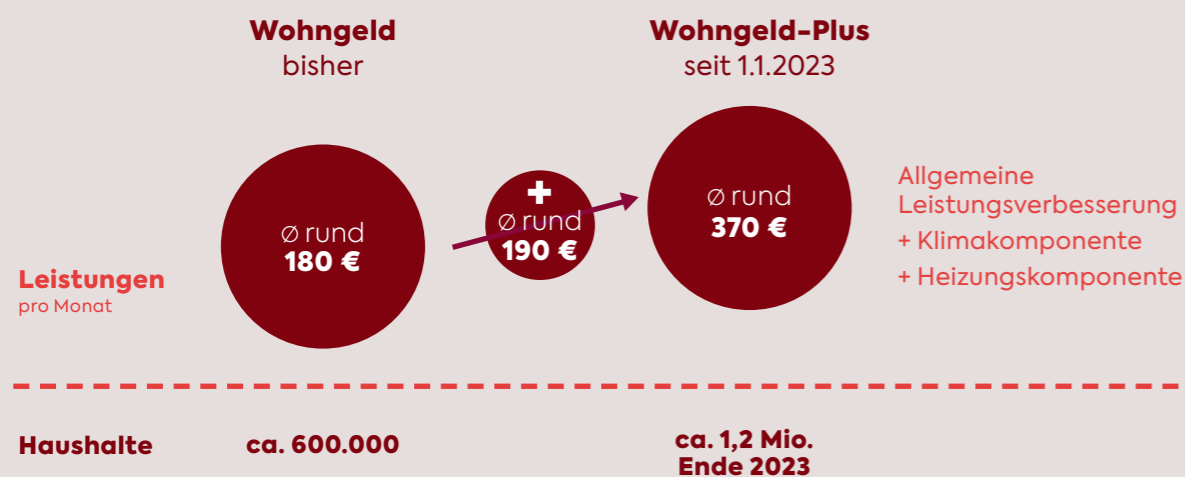 Wohngeld
bisher
Wohngeld-Plus
seit 1.1.2023
Leistungen
pro Monat
Ø rund
180 €
+
Ø rund
190 €
Ø rund
370 €
Allgemeine
Leistungsverbesserung
+ Klimakomponente
+ Heizungskomponente
Haushalte
ca. 600.000
ca. 1,2 Mio.
Ende 2023